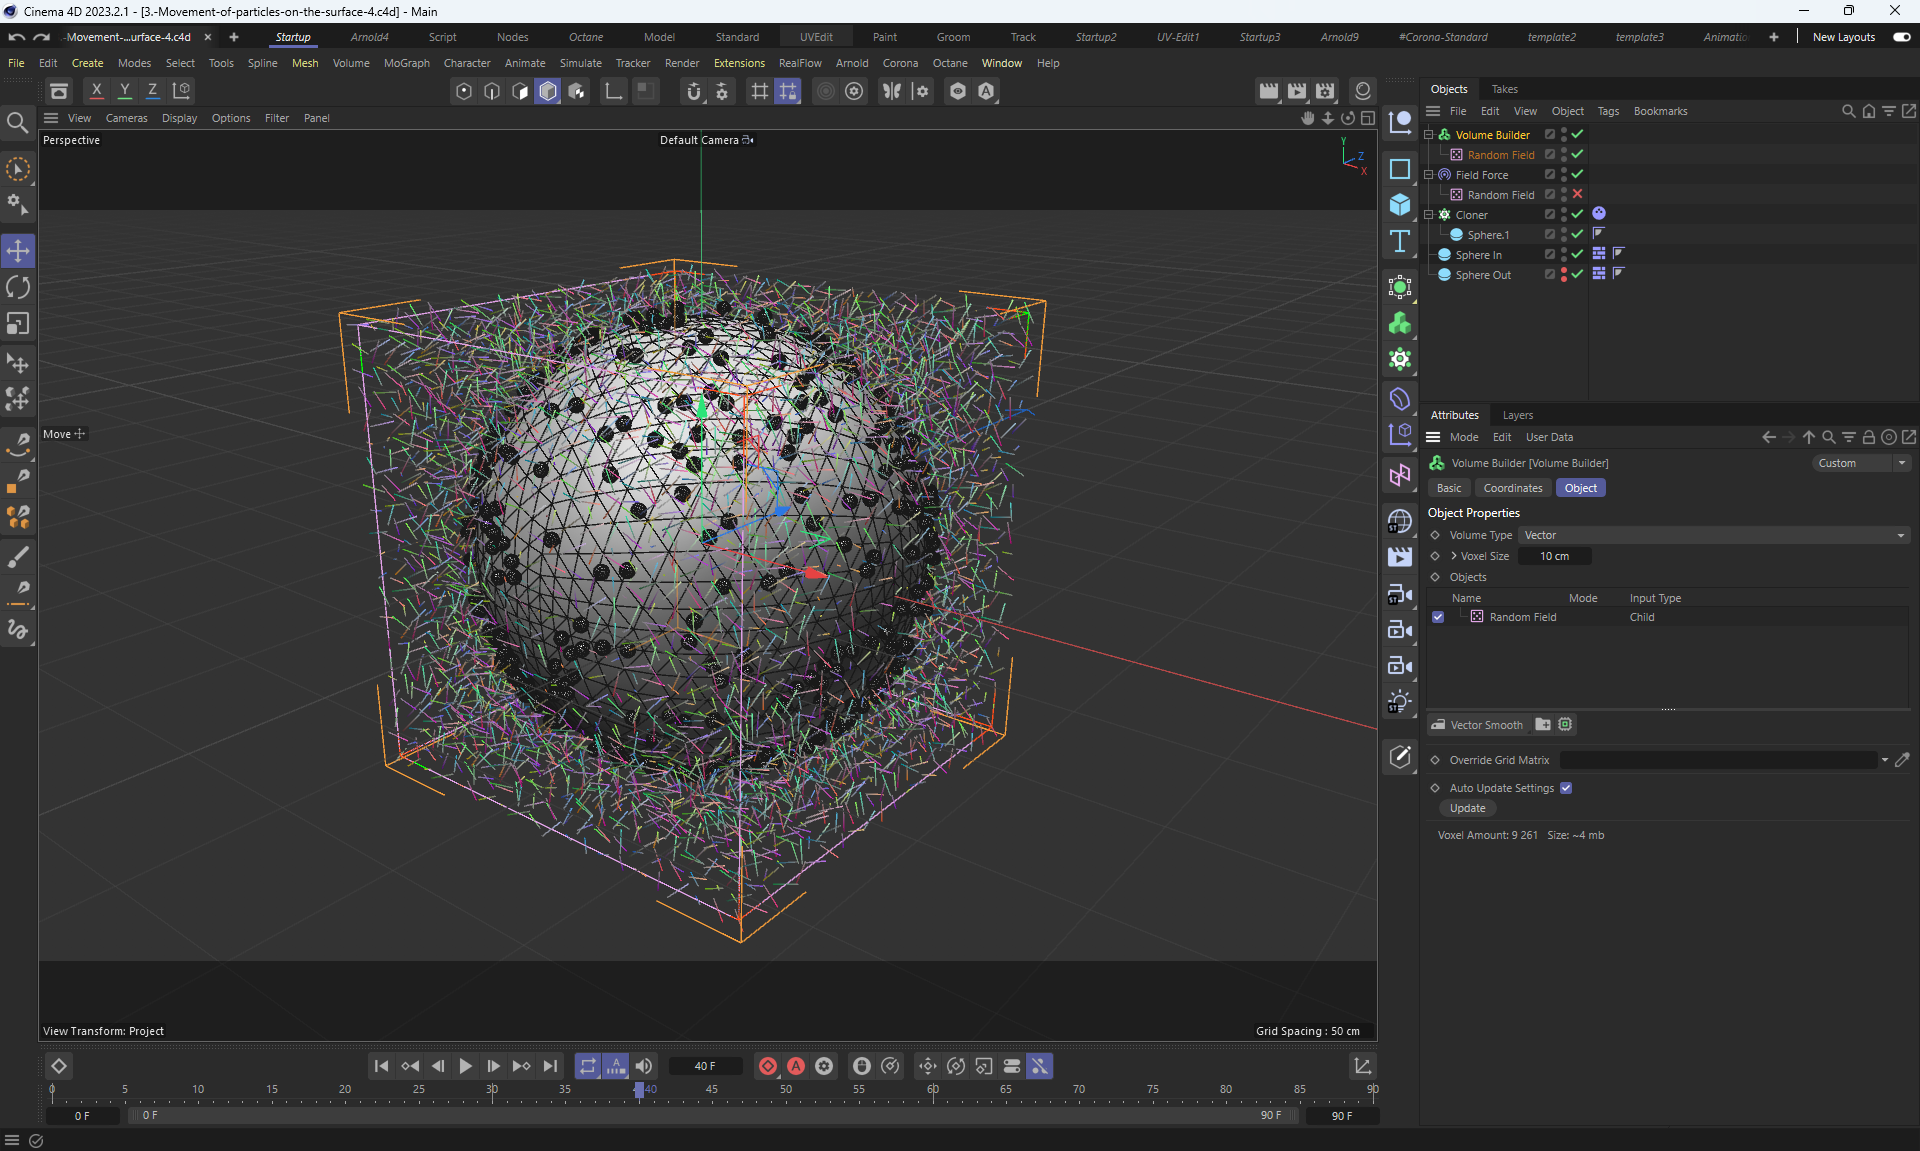 Cinema 4D 2023.2.1 - [3.-Movement-of-particles-on-the-surface-4.c4d] - Main
-Movement-...urface-4.c4d
Startup Arnold4 Script Nodes Octane Model Standard UVEdit Paint Groom Track Startup2 UV-Edit1 Startup3 Arnold9 #Corona-Standard template2 template3 Animatio New Layouts
File Edit Create Modes Select Tools Spline Mesh Volume MoGraph Character Animate Simulate Tracker Render Extensions RealFlow Arnold Corona Octane Window Help
X Y Z
Objects Takes
File Edit View Object Tags Bookmarks
View Cameras Display Options Filter Panel
Perspective
Default Camera
Y
Z
X
Move
Volume Builder
Random Field
Field Force
Random Field
Cloner
Sphere.1
Sphere In
Sphere Out
Attributes Layers
Mode Edit User Data
Volume Builder [Volume Builder]
Custom
Basic Coordinates Object
Object Properties
Volume Type Vector
Voxel Size 10 cm
Objects
Name Mode Input Type
Random Field Child
Vector Smooth
Override Grid Matrix
Auto Update Settings
Update
Voxel Amount: 9 261 Size: ~4 mb
ST
ST
ST
View Transform: Project
Grid Spacing : 50 cm
40 F
0 5 10 15 20 25 30 35 40 45 50 55 60 65 70 75 80 85 90
0 F 0 F 90 F 90 F